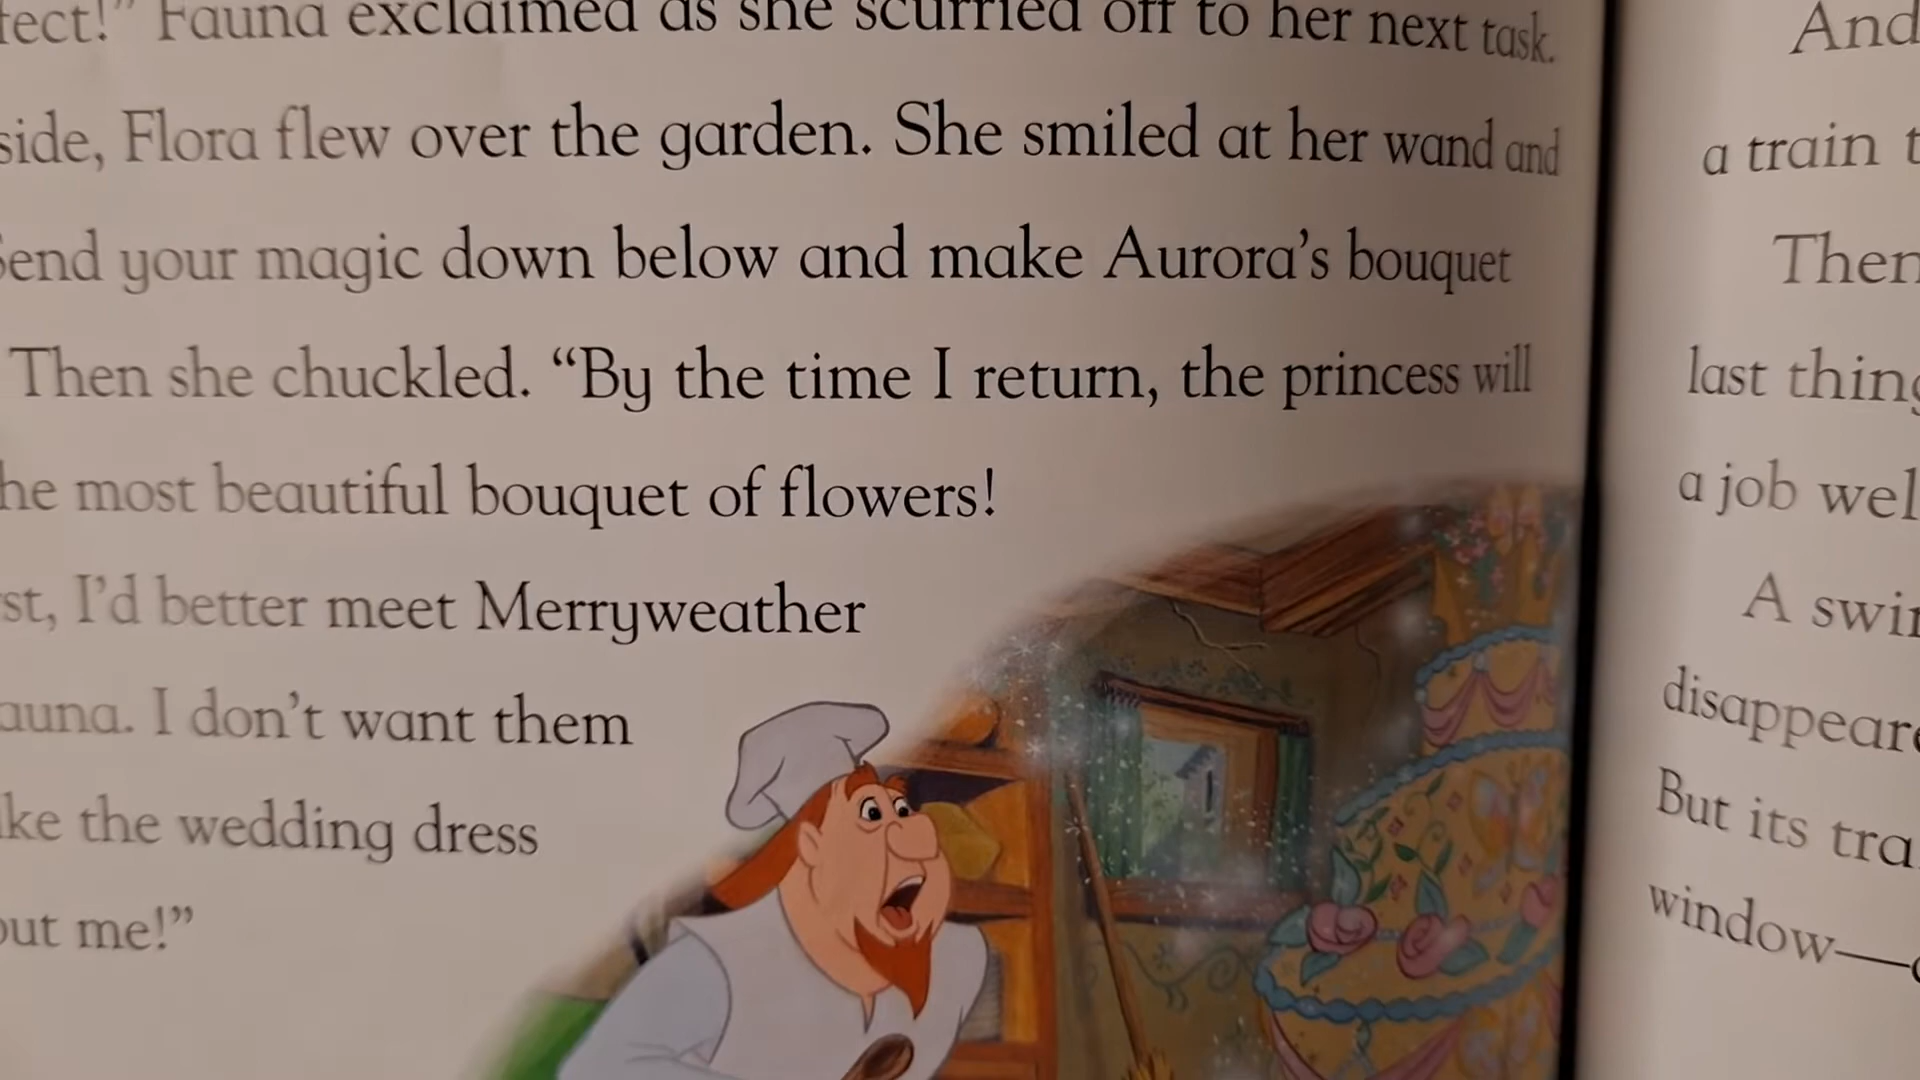 fect!” Fauna exclaimed as she scurried off to her next task.
side, Flora flew over the garden. She smiled at her wand and
Send your magic down below and make Aurora’s bouquet
Then she chuckled. “By the time I return, the princess will
he most beautiful bouquet of flowers!
st, I’d better meet Merryweather
auna. I don’t want them
ke the wedding dress
out me!”
And
a train t
Then
last thing
a job wel
A swir
disappeare
But its tra
window—